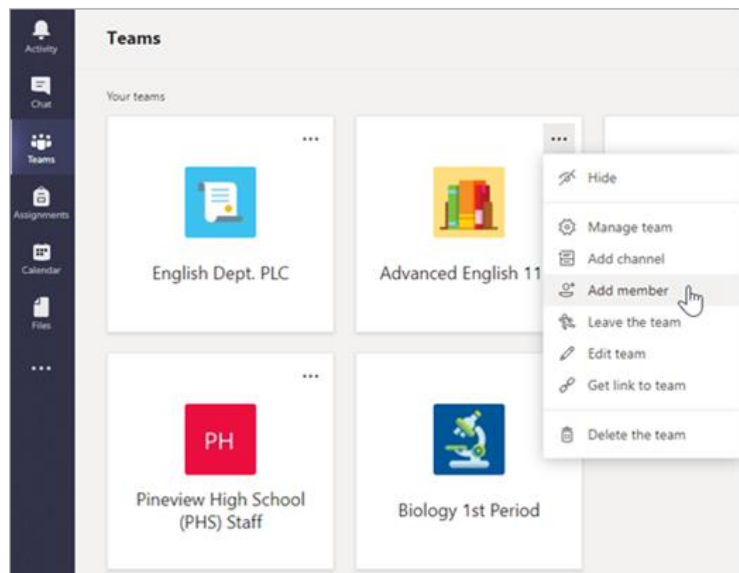 Teams
Activity
Chat
Teams
Assignments
Calendar
Files
Your teams
English Dept. PLC
Advanced English 11
PH
Pineview High School
(PHS) Staff
Biology 1st Period
Hide
Manage team
Add channel
Add member
Leave the team
Edit team
Get link to team
Delete the team